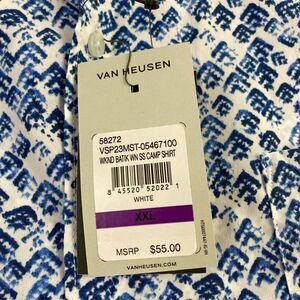 VAN HEUSEN
58272
VSP23MST-05467100
WKND BATIK WN SS CAMP SHIRT
8 45520 52022 1
WHITE
XXL
MSRP $55.00
VANHEUSEN.COM